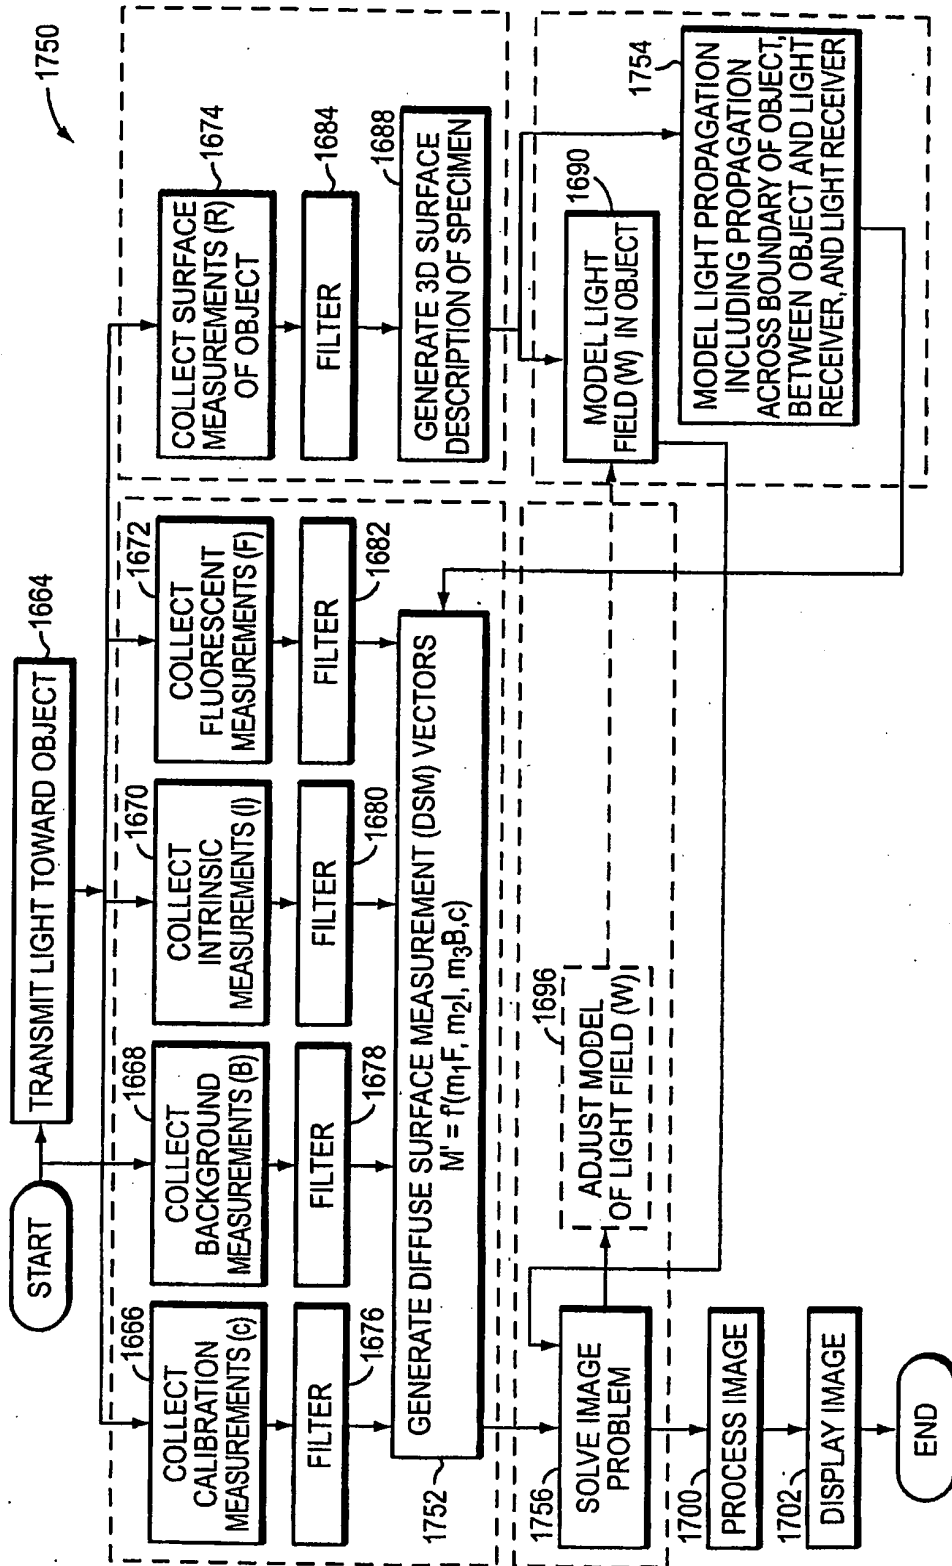 1750
START
TRANSMIT LIGHT TOWARD OBJECT
1664
1666
COLLECT
CALIBRATION
MEASUREMENTS (c)
1668
COLLECT
BACKGROUND
MEASUREMENTS (B)
1670
COLLECT
INTRINSIC
MEASUREMENTS (I)
1672
COLLECT
FLUORESCENT
MEASUREMENTS (F)
COLLECT SURFACE
MEASUREMENTS (R)
OF OBJECT
1674
FILTER
1676
FILTER
1678
FILTER
1680
FILTER
1682
FILTER
1684
GENERATE DIFFUSE SURFACE MEASUREMENT (DSM) VECTORS
M' = f'(m₁F, m₂I, m₃B,c)
1752
GENERATE 3D SURFACE
DESCRIPTION OF SPECIMEN
1688
1756
SOLVE IMAGE
PROBLEM
1696
ADJUST MODEL
OF LIGHT FIELD (W)
MODEL LIGHT
FIELD (W) IN OBJECT
1690
1754
MODEL LIGHT PROPAGATION
INCLUDING PROPAGATION
ACROSS BOUNDARY OF OBJECT,
BETWEEN OBJECT AND LIGHT
RECEIVER, AND LIGHT RECEIVER
1700
PROCESS IMAGE
1702
DISPLAY IMAGE
END